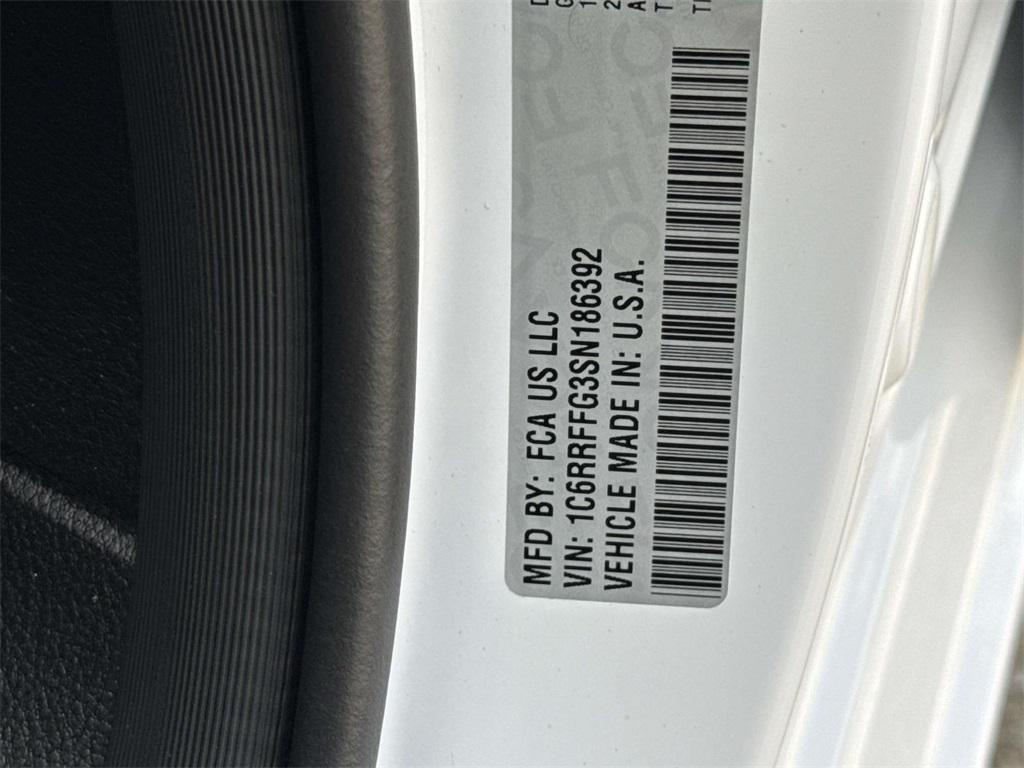 MFD BY: FCA US LLC
VIN: 1C6RRFFG3SN186392
VEHICLE MADE IN: U.S.A.